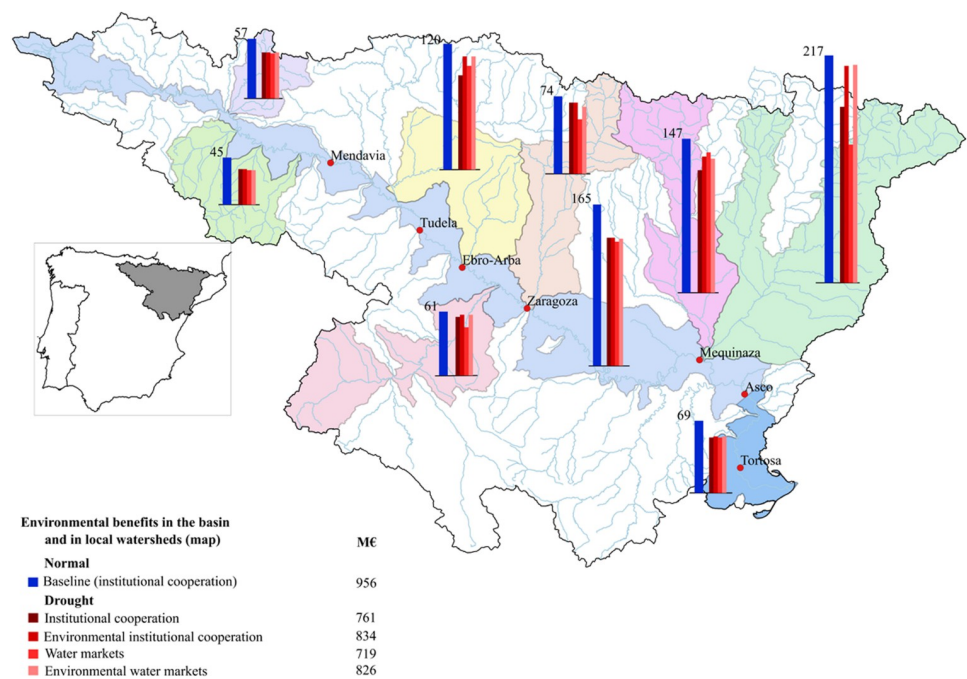 57
120
74
217
147
45
Mendavia
165
Tudela
Ebro-Arba
Zaragoza
61
Mequinaza
Asco
69
Tortosa
Environmental benefits in the basin
and in local watersheds (map) M€
Normal
Baseline (institutional cooperation) 956
Drought
Institutional cooperation 761
Environmental institutional cooperation 834
Water markets 719
Environmental water markets 826